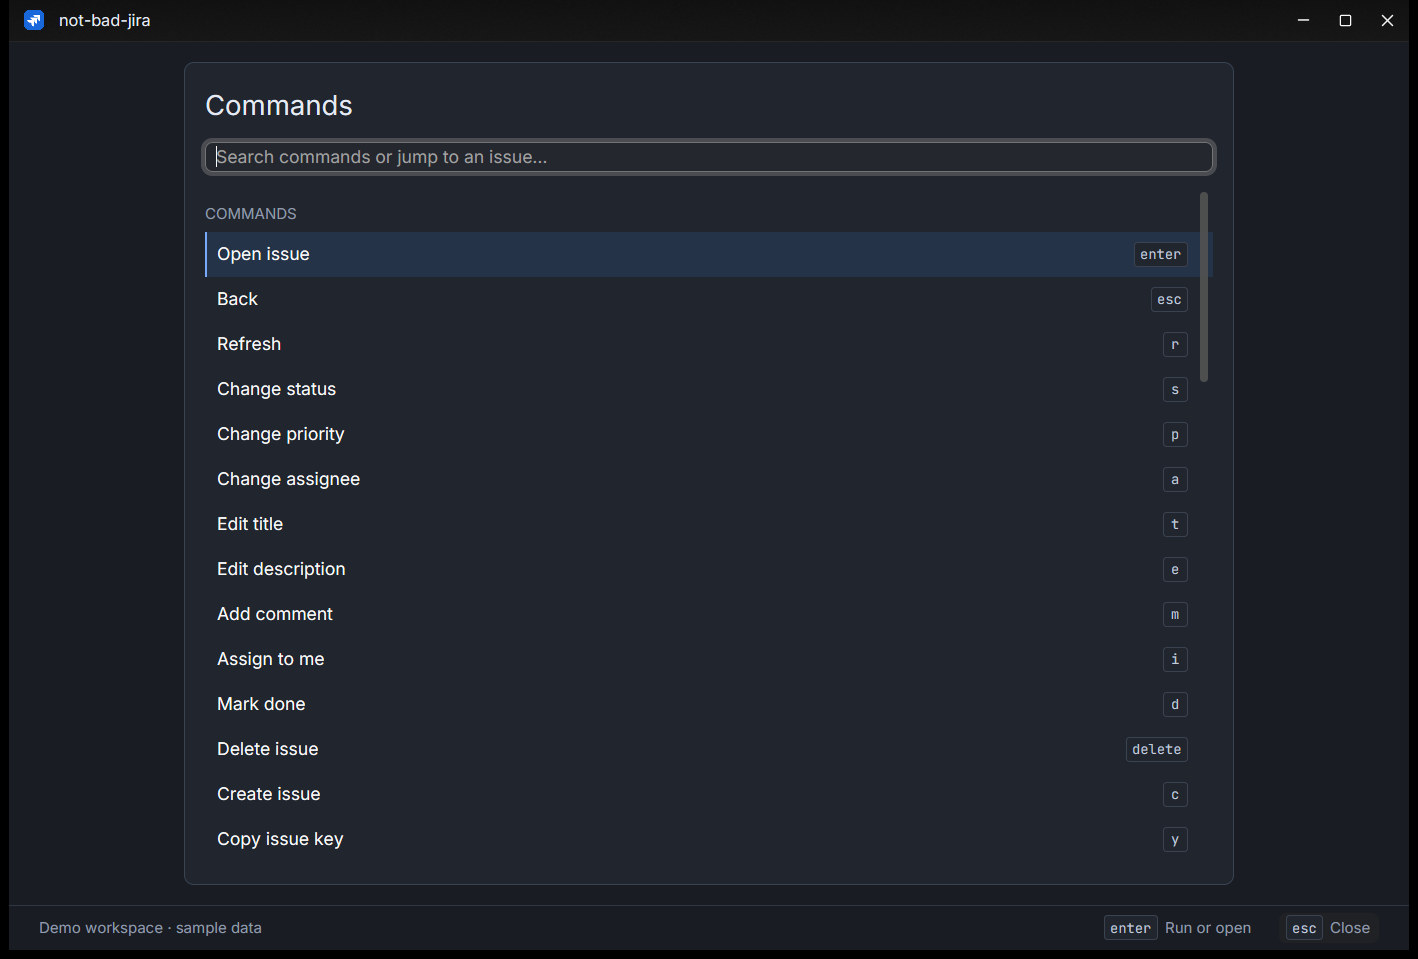 not-bad-jira
Commands
Search commands or jump to an issue...
COMMANDS
Open issue enter
Back esc
Refresh r
Change status s
Change priority p
Change assignee a
Edit title t
Edit description e
Add comment m
Assign to me i
Mark done d
Delete issue delete
Create issue c
Copy issue key y
Demo workspace · sample data enter Run or open esc Close